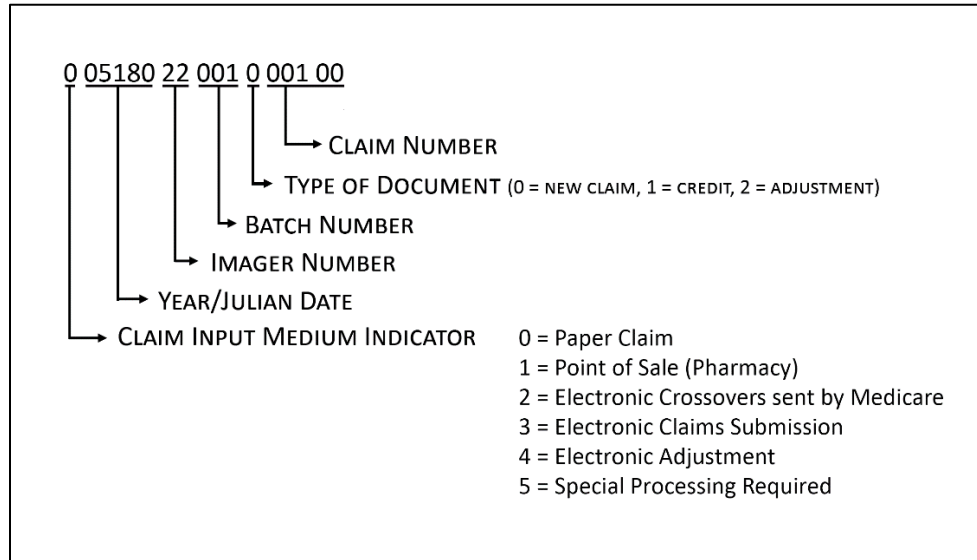 0 05180 22 001 0 001 00
CLAIM NUMBER
TYPE OF DOCUMENT (0 = NEW CLAIM, 1 = CREDIT, 2 = ADJUSTMENT)
BATCH NUMBER
IMAGER NUMBER
YEAR/JULIAN DATE
CLAIM INPUT MEDIUM INDICATOR
0 = Paper Claim
1 = Point of Sale (Pharmacy)
2 = Electronic Crossovers sent by Medicare
3 = Electronic Claims Submission
4 = Electronic Adjustment
5 = Special Processing Required